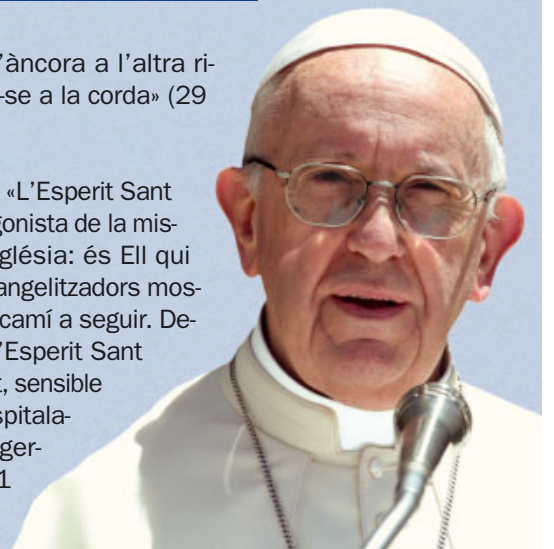 ’àncora a l’altra ri-
-se a la corda» (29
«L’Esperit Sant
gonista de la mis-
glésia: és Ell qui
angelitzadors mos-
camí a seguir. De-
’Esperit Sant
t, sensible
spitala-
ger-
1